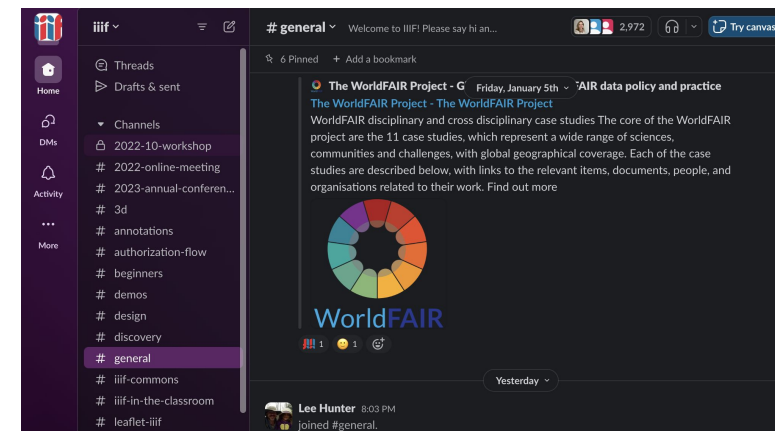 iiif
Home
DMs
Activity
More
Threads
Drafts & sent
Channels
2022-10-workshop
# 2022-online-meeting
# 2023-annual-conferen...
# 3d
# annotations
# authorization-flow
# beginners
# demos
# design
# discovery
# general
# iiif-commons
# iiif-in-the-classroom
# leaflet-iiif
# general Welcome to IIIF! Please say hi an...
2,972
Try canvas
6 Pinned + Add a bookmark
The WorldFAIR Project - G
Friday, January 5th
FAIR data policy and practice
The WorldFAIR Project - The WorldFAIR Project
WorldFAIR disciplinary and cross disciplinary case studies The core of the WorldFAIR
project are the 11 case studies, which represent a wide range of sciences,
communities and challenges, with global geographical coverage. Each of the case
studies are described below, with links to the relevant items, documents, people, and
organisations related to their work. Find out more
WorldFAIR
1 1
Yesterday
Lee Hunter 8:03 PM
joined #general.